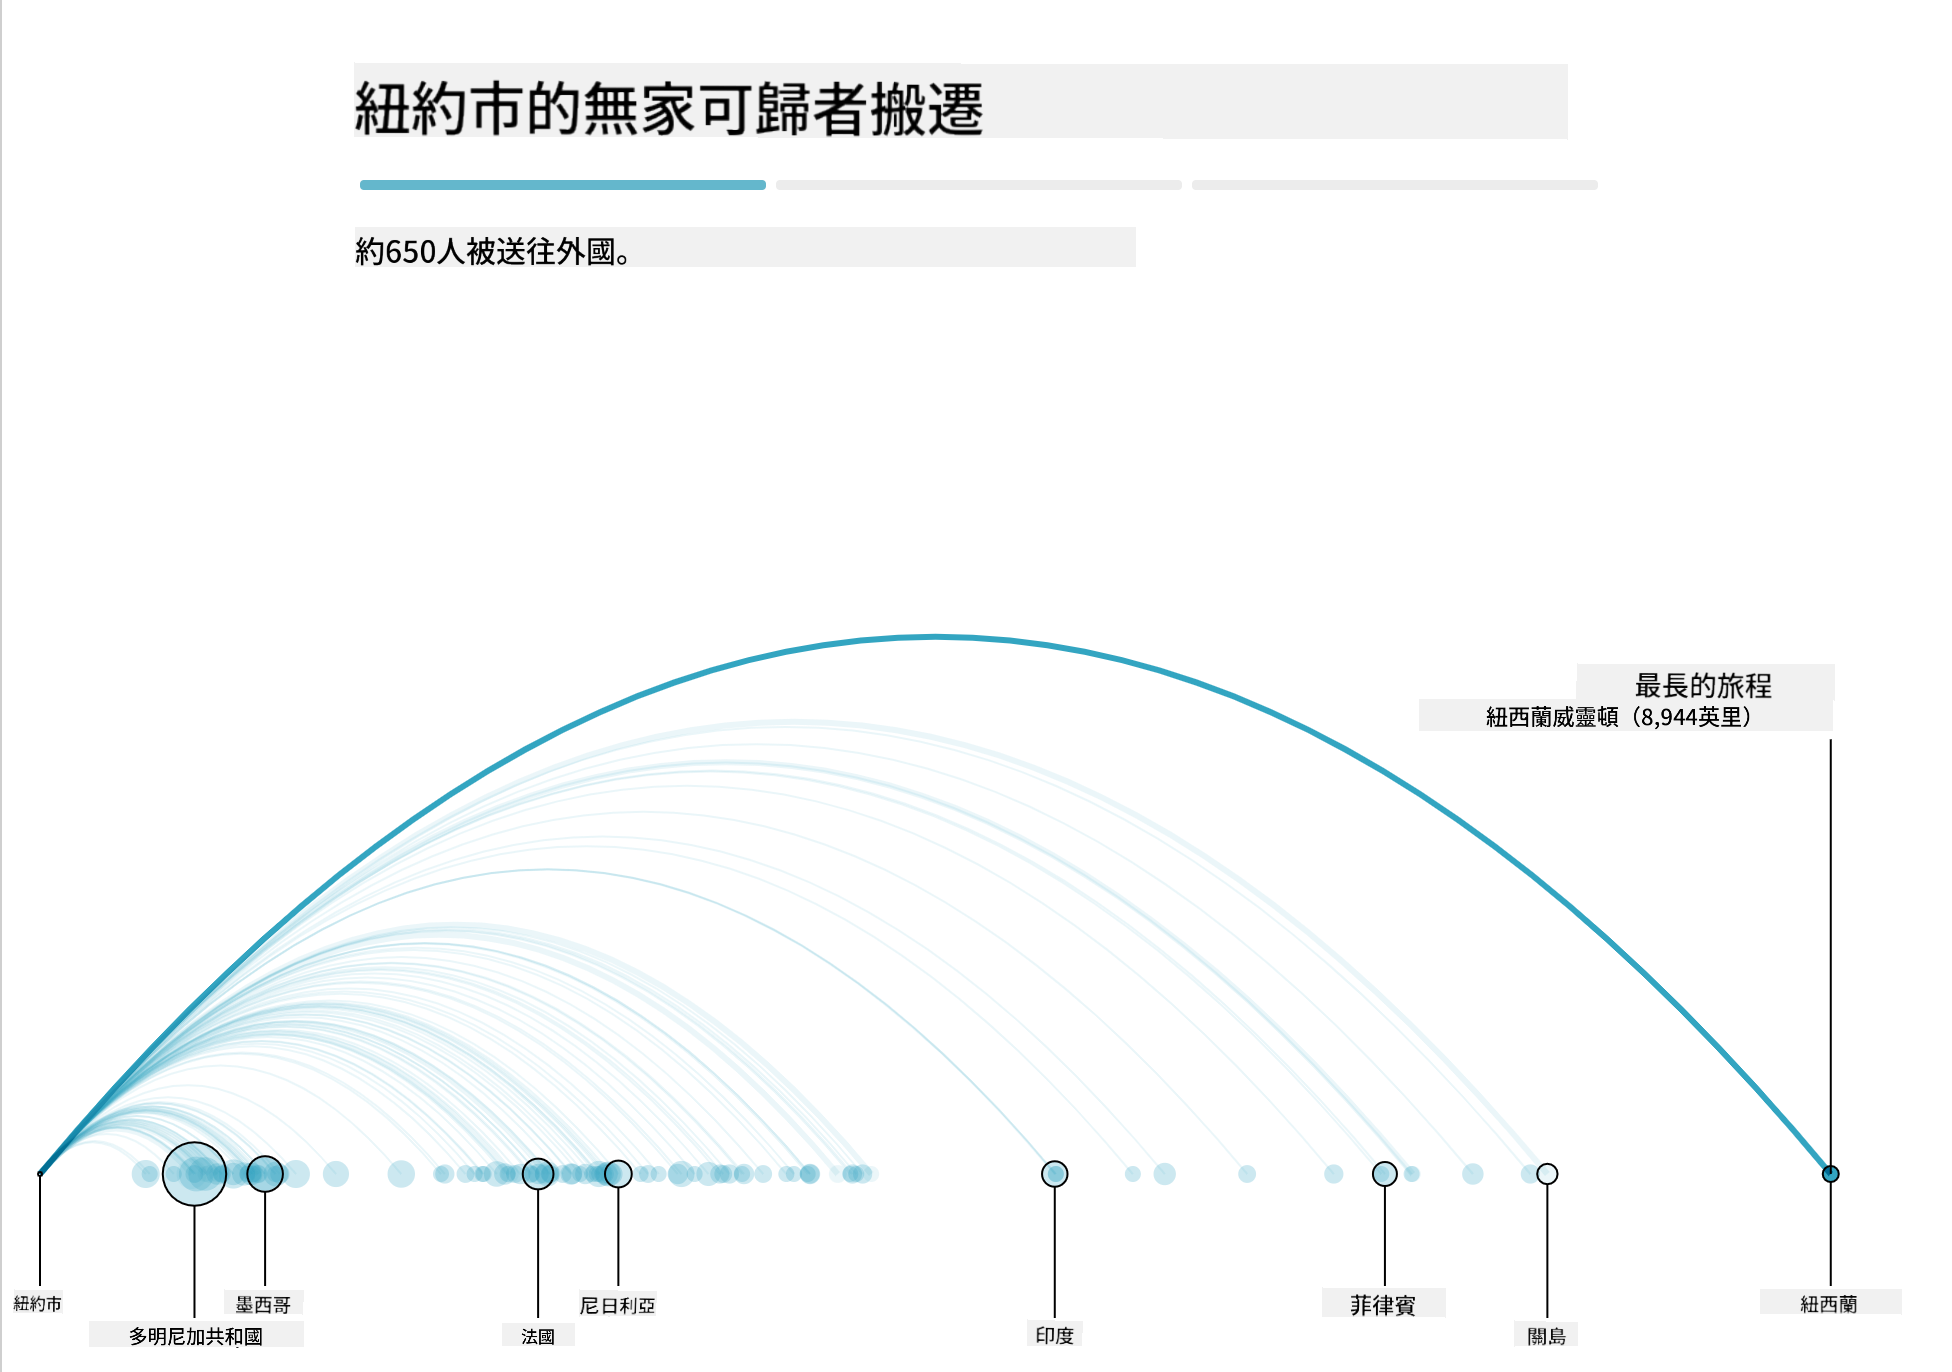 紐約市的無家可歸者搬遷
約650人被送往外國。
最長的旅程
紐西蘭威靈頓（8,944英里）
紐約市
多明尼加共和國
墨西哥
法國
尼日利亞
印度
菲律賓
關島
紐西蘭